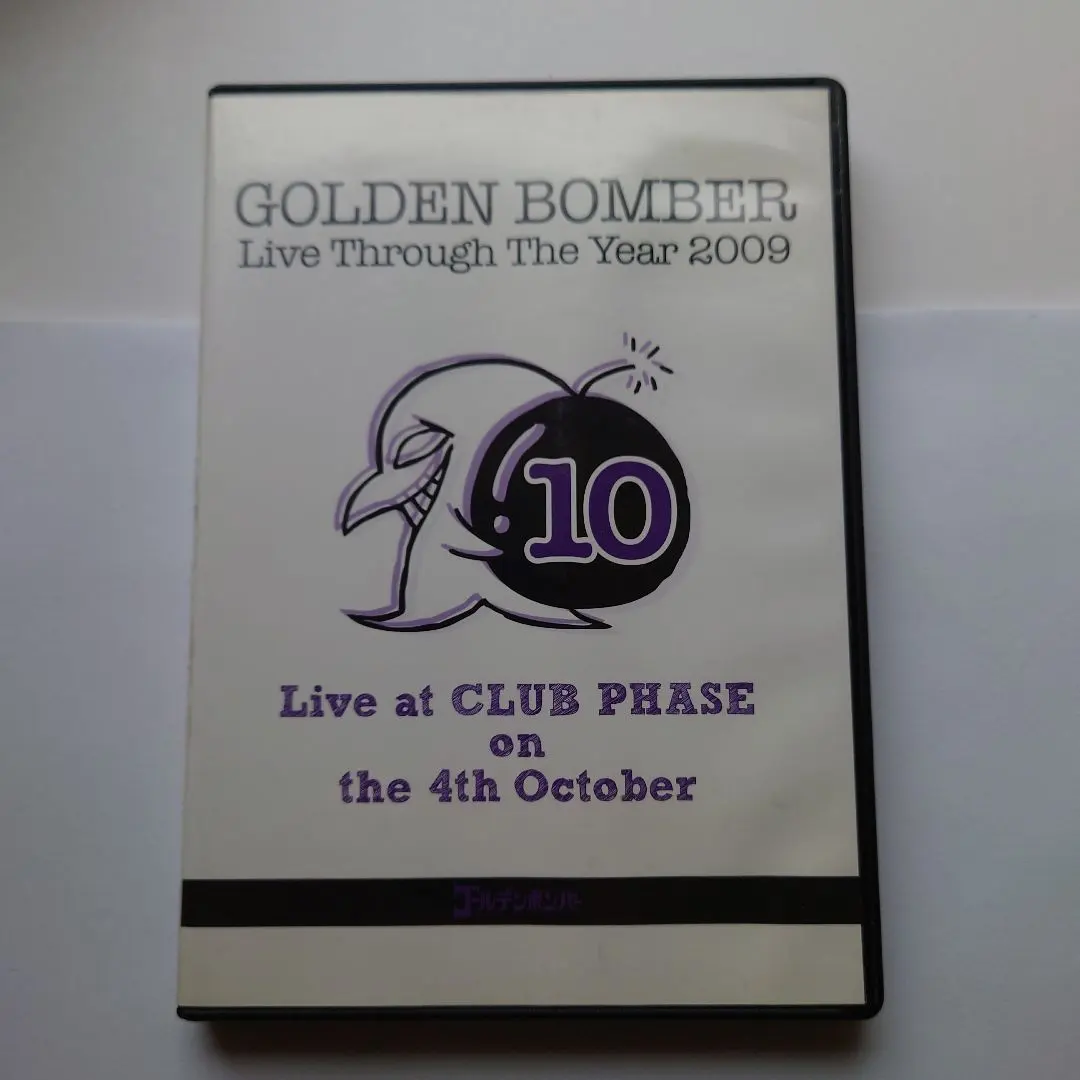 GOLDEN BOMBER
Live Through The Year 2009
10
Live at CLUB PHASE
on
the 4th October
ゴールデンボンバー